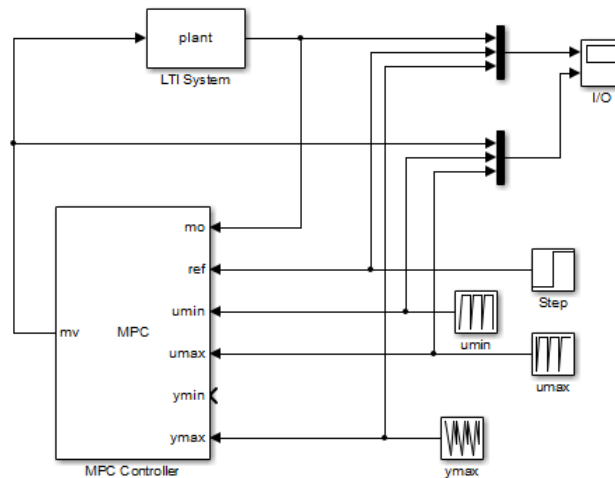 plant
LTI System
I/O
mo
ref
Step
umin
umin
mv
MPC
umax
umax
ymin
ymax
ymax
MPC Controller